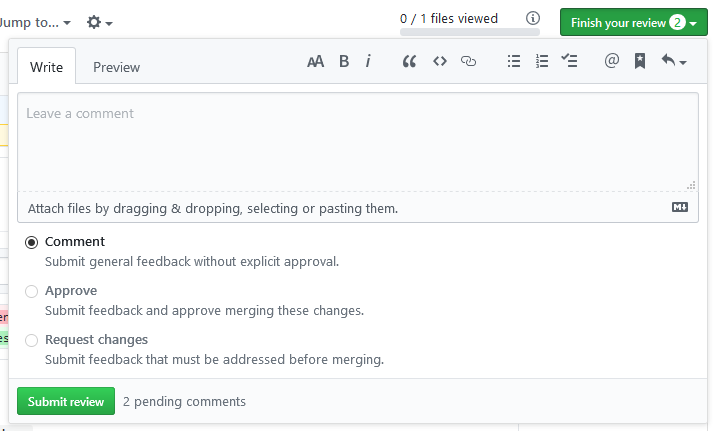 Jump to...
0 / 1 files viewed
Finish your review 2
Write
Preview
AA B i
@
Leave a comment
Attach files by dragging & dropping, selecting or pasting them.
Comment
Submit general feedback without explicit approval.
Approve
Submit feedback and approve merging these changes.
Request changes
Submit feedback that must be addressed before merging.
Submit review
2 pending comments